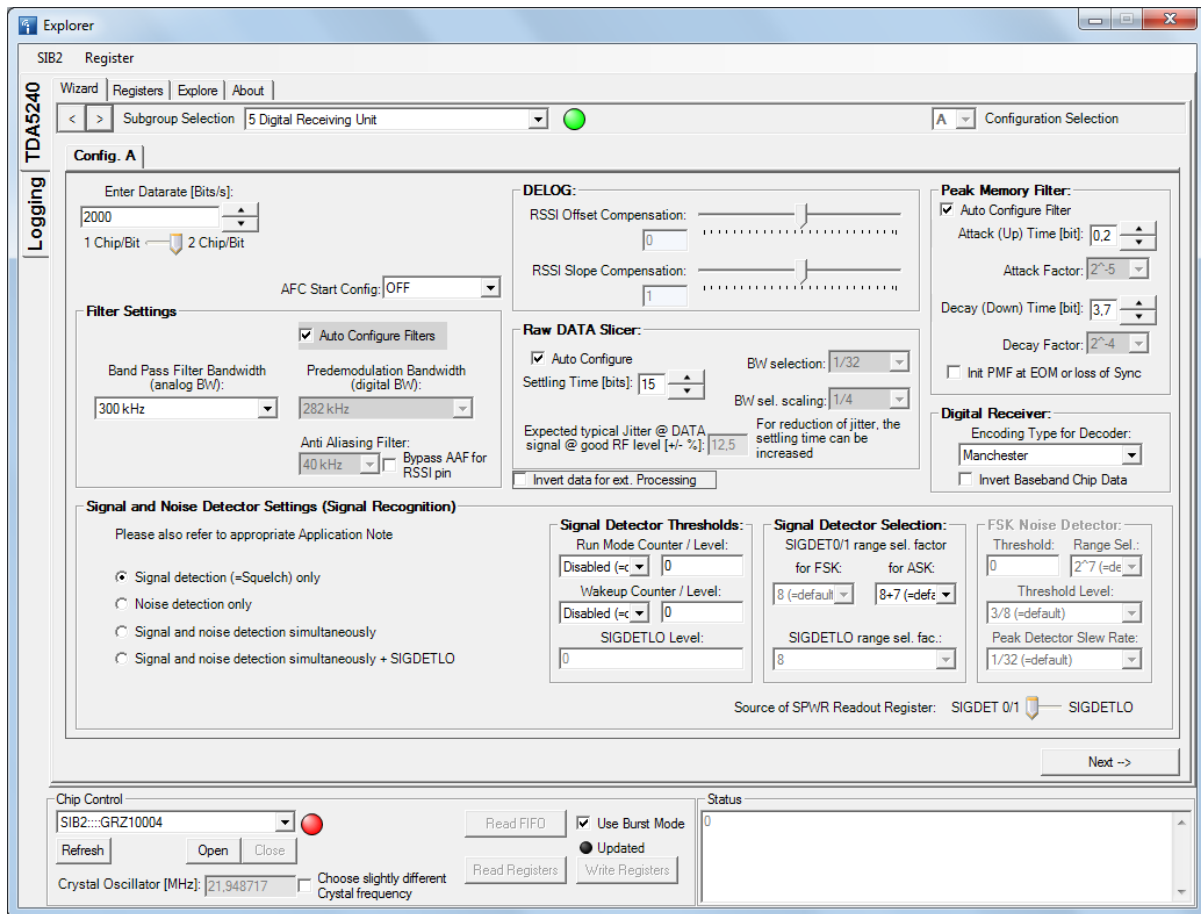 Explorer
SIB2 Register
TDA5240
Logging
Wizard Registers Explore About
< > Subgroup Selection 5 Digital Receiving Unit A Configuration Selection
Config. A
Enter Datarate [Bits/s]:
2000
1 Chip/Bit 2 Chip/Bit
AFC Start Config: OFF
Filter Settings
Auto Configure Filters
Band Pass Filter Bandwidth
(analog BW):
300 kHz
Predemodulation Bandwidth
(digital BW):
282 kHz
Anti Aliasing Filter:
40 kHz
Bypass AAF for
RSSI pin
DELOG:
RSSI Offset Compensation:
0
RSSI Slope Compensation:
1
Raw DATA Slicer:
Auto Configure
Settling Time [bits]: 15
BW selection: 1/32
BW sel. scaling: 1/4
Expected typical Jitter @ DATA
signal @ good RF level [+/- %]: 12,5
For reduction of jitter, the
settling time can be
increased
Invert data for ext. Processing
Peak Memory Filter:
Auto Configure Filter
Attack (Up) Time [bit]: 0,2
Attack Factor: 2^-5
Decay (Down) Time [bit]: 3,7
Decay Factor: 2^-4
Init PMF at EOM or loss of Sync
Digital Receiver:
Encoding Type for Decoder:
Manchester
Invert Baseband Chip Data
Signal and Noise Detector Settings (Signal Recognition)
Please also refer to appropriate Application Note
Signal detection (=Squelch) only
Noise detection only
Signal and noise detection simultaneously
Signal and noise detection simultaneously + SIGDETLO
Signal Detector Thresholds:
Run Mode Counter / Level:
Disabled (=c 0
Wakeup Counter / Level:
Disabled (=c 0
SIGDETLO Level:
0
Signal Detector Selection:
SIGDET0/1 range sel. factor
for FSK: for ASK:
8 (=default 8+7 (=defa
SIGDETLO range sel. fac.:
8
FSK Noise Detector:
Threshold: Range Sel.:
0 2^7 (=de
Threshold Level:
3/8 (=default)
Peak Detector Slew Rate:
1/32 (=default)
Source of SPWR Readout Register: SIGDET 0/1 SIGDETLO
Next -->
Chip Control
SIB2::::GRZ10004
Refresh Open Close
Crystal Oscillator [MHz]: 21,948717
Choose slightly different
Crystal frequency
Read FIFO Use Burst Mode
Updated
Read Registers Write Registers
Status
0